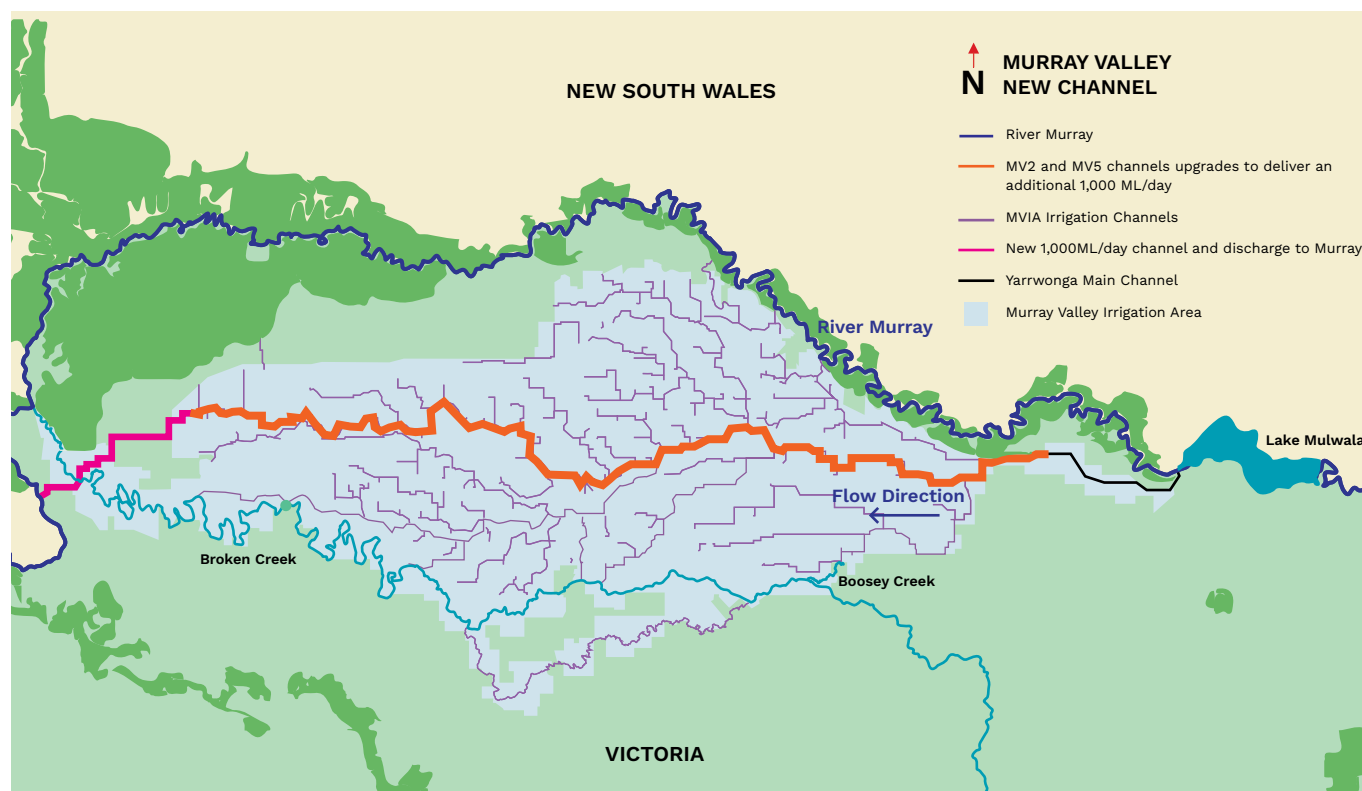 NEW SOUTH WALES
N
MURRAY VALLEY
NEW CHANNEL
River Murray
MV2 and MV5 channels upgrades to deliver an
additional 1,000 ML/day
MVIA Irrigation Channels
New 1,000ML/day channel and discharge to Murray
Yarrwonga Main Channel
Murray Valley Irrigation Area
River Murray
Lake Mulwala
Flow Direction
Broken Creek
Boosey Creek
VICTORIA